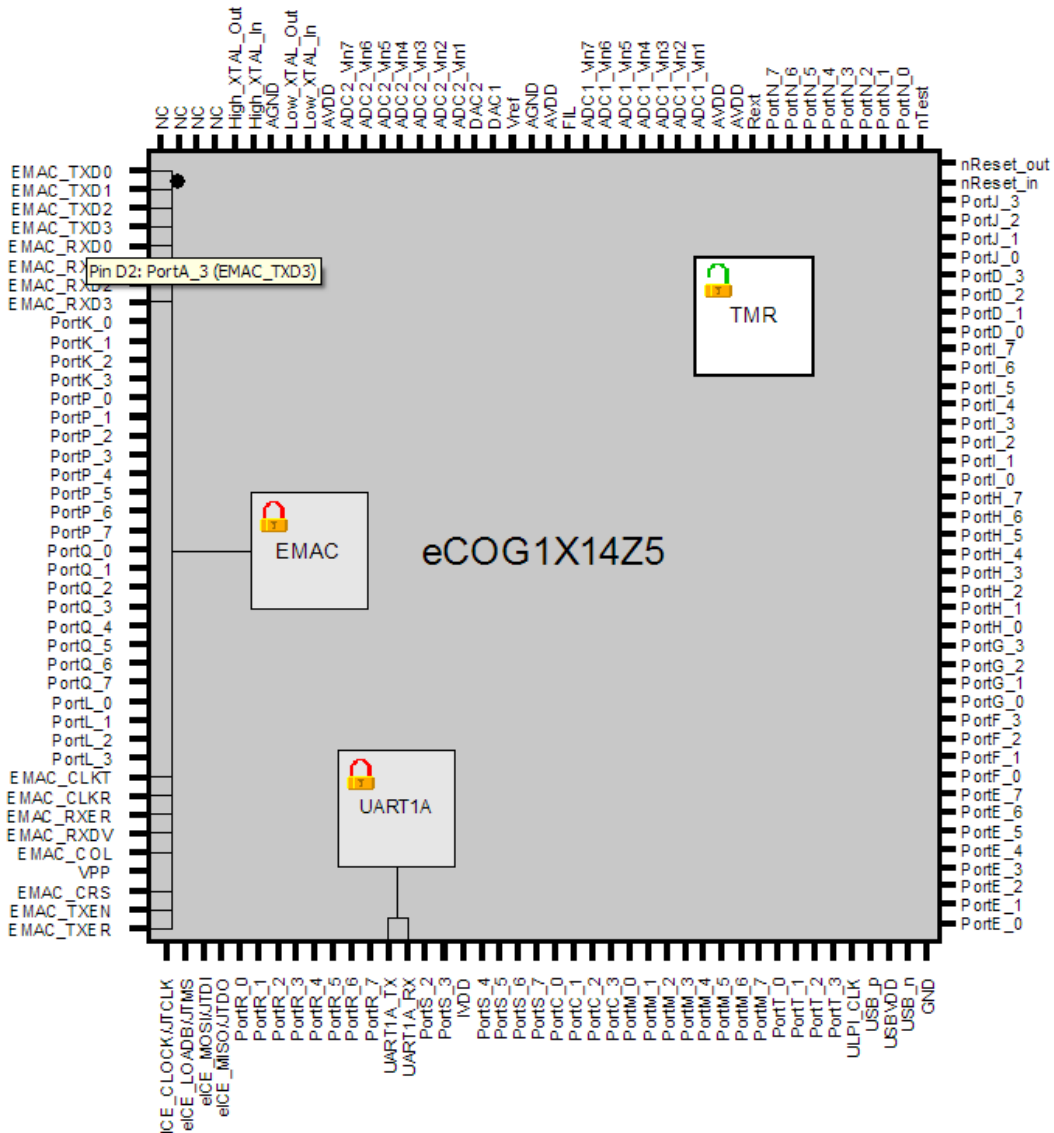 NC
NC
NC
NC
High_XTAL_Out
High_XTAL_In
AGND
Low_XTAL_Out
Low_XTAL_In
AVDD
ADC2_Vin7
ADC2_Vin6
ADC2_Vin5
ADC2_Vin4
ADC2_Vin3
ADC2_Vin2
ADC2_Vin1
DAC2
DAC1
Vref
AGND
AVDD
FIL
ADC1_Vin7
ADC1_Vin6
ADC1_Vin5
ADC1_Vin4
ADC1_Vin3
ADC1_Vin2
ADC1_Vin1
AVDD
AVDD
Rext
PortN_7
PortN_6
PortN_5
PortN_4
PortN_3
PortN_2
PortN_1
PortN_0
nTest
EMAC_TXD0
EMAC_TXD1
EMAC_TXD2
EMAC_TXD3
EMAC_RXD0
EMAC_RX
Pin D2: PortA_3 (EMAC_TXD3)
EMAC_RXD2
EMAC_RXD3
PortK_0
PortK_1
PortK_2
PortK_3
PortP_0
PortP_1
PortP_2
PortP_3
PortP_4
PortP_5
PortP_6
PortP_7
PortQ_0
PortQ_1
PortQ_2
PortQ_3
PortQ_4
PortQ_5
PortQ_6
PortQ_7
PortL_0
PortL_1
PortL_2
PortL_3
EMAC_CLKT
EMAC_CLKR
EMAC_RXER
EMAC_RXDV
EMAC_COL
VPP
EMAC_CRS
EMAC_TXEN
EMAC_TXER
TMR
EMAC
eCOG1X14Z5
UART1A
nReset_out
nReset_in
PortJ_3
PortJ_2
PortJ_1
PortJ_0
PortD_3
PortD_2
PortD_1
PortD_0
PortI_7
PortI_6
PortI_5
PortI_4
PortI_3
PortI_2
PortI_1
PortI_0
PortH_7
PortH_6
PortH_5
PortH_4
PortH_3
PortH_2
PortH_1
PortH_0
PortG_3
PortG_2
PortG_1
PortG_0
PortF_3
PortF_2
PortF_1
PortF_0
PortE_7
PortE_6
PortE_5
PortE_4
PortE_3
PortE_2
PortE_1
PortE_0
ICE_CLOCK/JTCLK
eICE_LOADB/JTMS
eICE_MOSI/JTDI
eICE_MISO/JTDO
PortR_0
PortR_1
PortR_2
PortR_3
PortR_4
PortR_5
PortR_6
PortR_7
UART1A_TX
UART1A_RX
PortS_2
PortS_3
IVDD
PortS_4
PortS_5
PortS_6
PortS_7
PortC_0
PortC_1
PortC_2
PortC_3
PortM_0
PortM_1
PortM_2
PortM_3
PortM_4
PortM_5
PortM_6
PortM_7
PortT_0
PortT_1
PortT_2
PortT_3
ULPI_CLK
USB_p
USBVDD
USB_n
GND